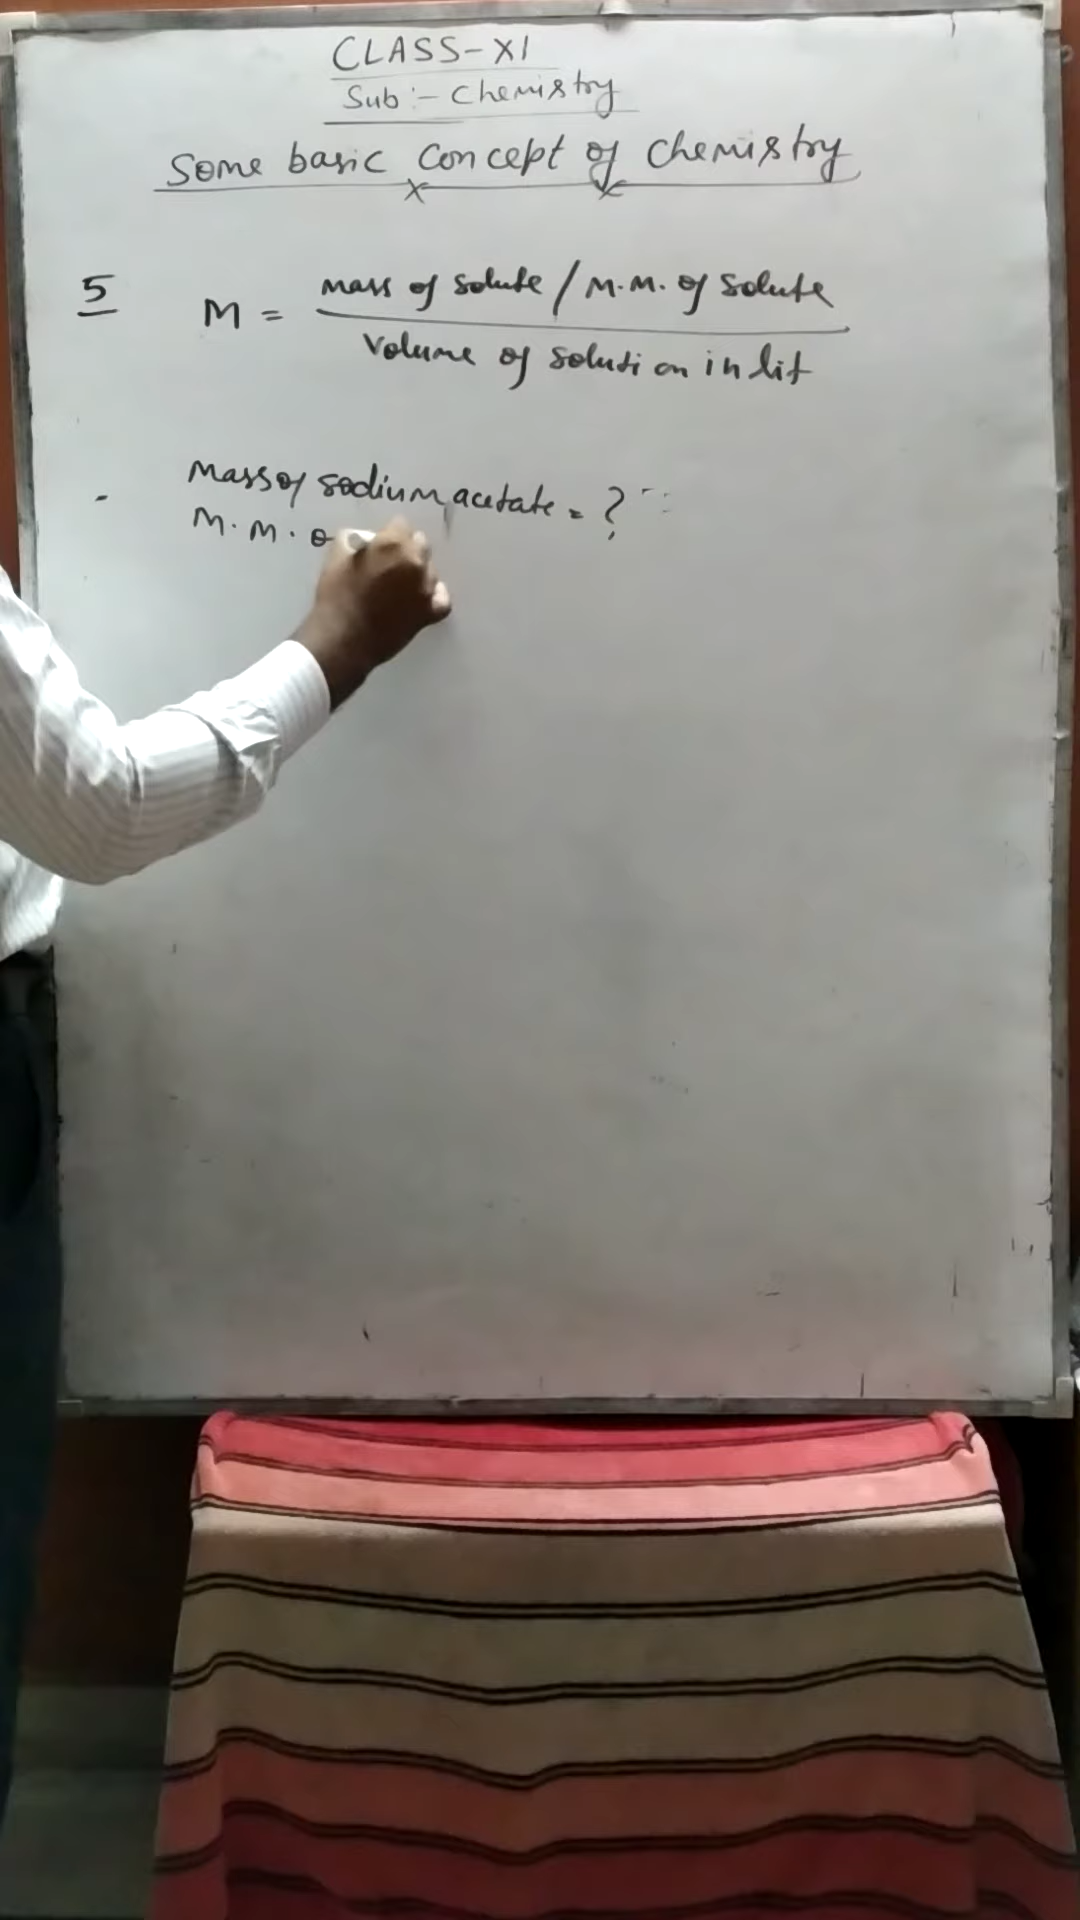 CLASS-XI
Sub:- Chemistry
Some basic concept of chemistry
5 M = mass of solute / M.M. of solute
Volume of solution in lit
Mass of sodium acetate = ?
M.M. o